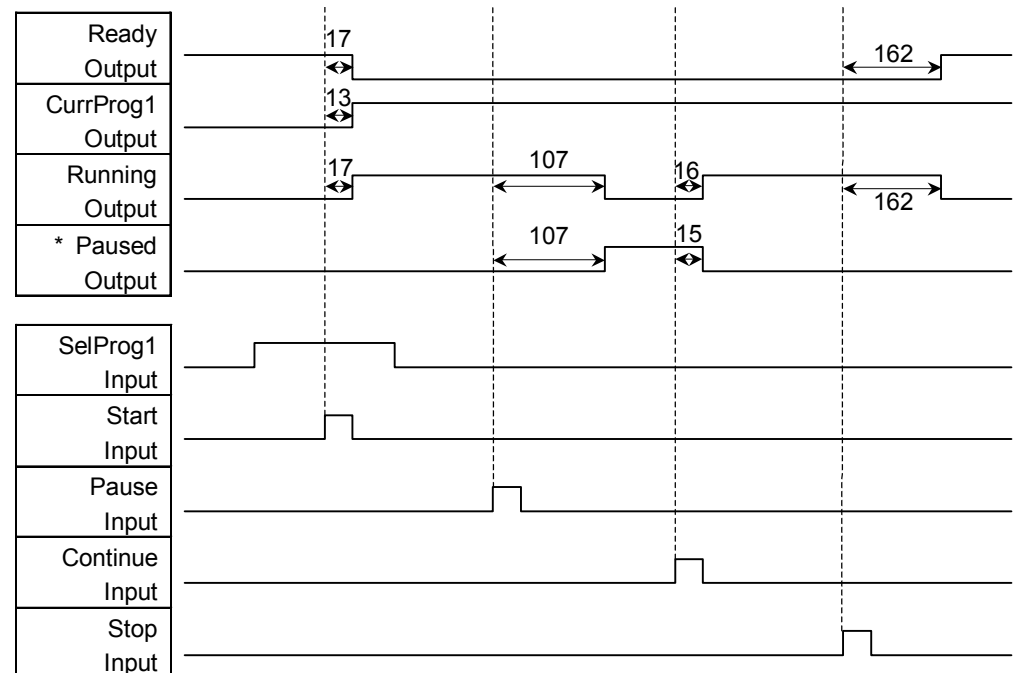 Ready
Output
17
162
CurrProg1
Output
13
Running
Output
17
107
16
162
* Paused
Output
107
15
SelProg1
Input
Start
Input
Pause
Input
Continue
Input
Stop
Input